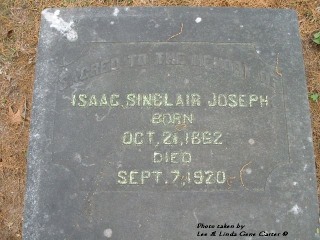 SACRED TO THE MEMORY OF
ISAAC, SINCLAIR JOSEPH
BORN
OCT, 21, 1862
DIED
SEPT. 7, 1920
Photo taken by
Lee & Linda Gene Carter ©